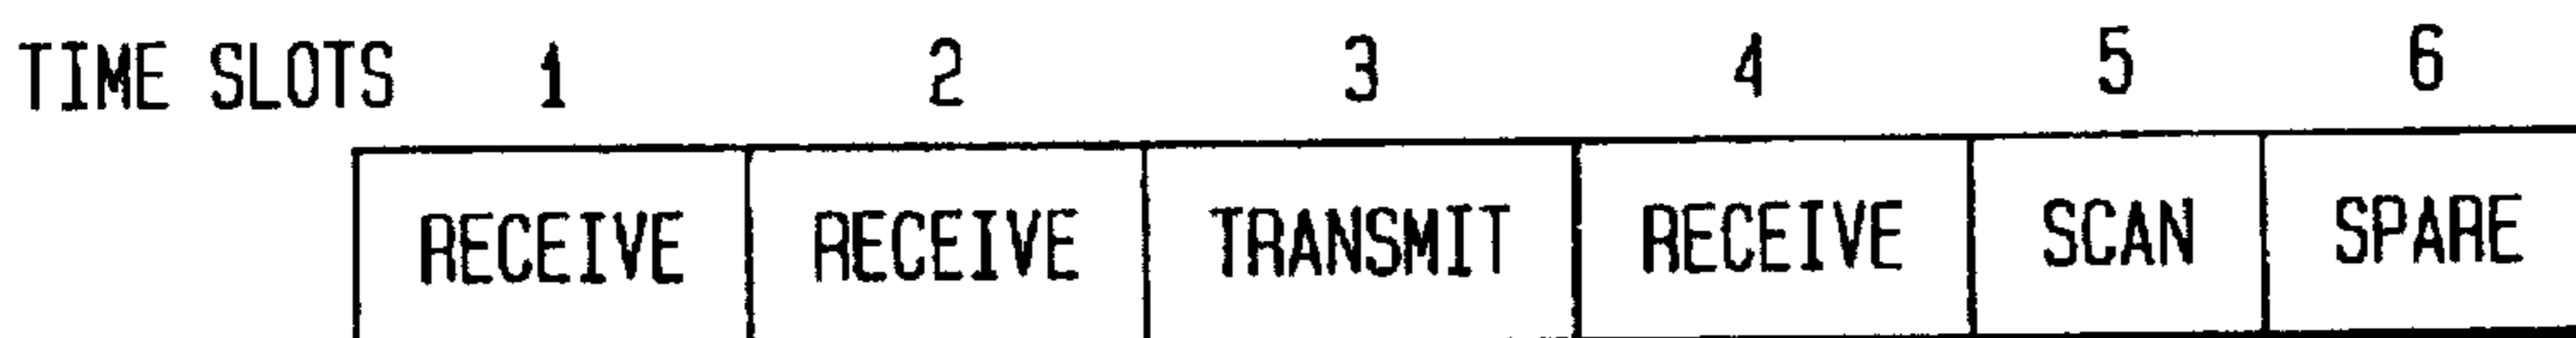 TIME SLOTS 1 2 3 4 5 6
RECEIVE RECEIVE TRANSMIT RECEIVE SCAN SPARE